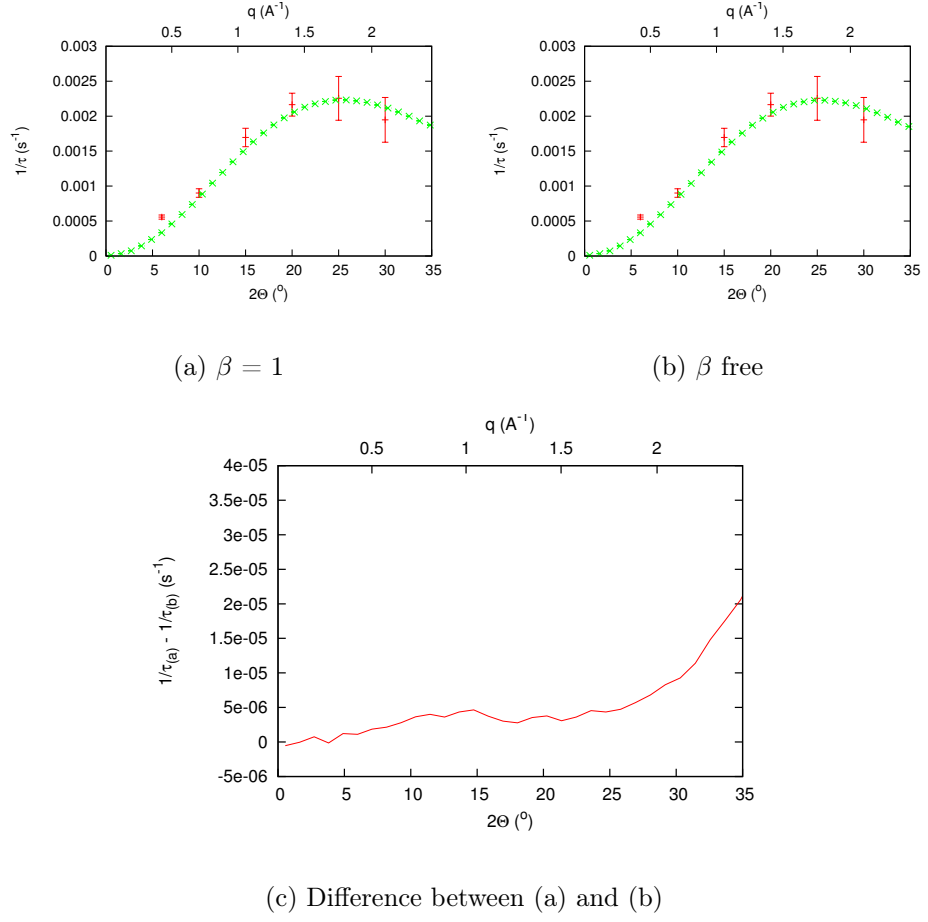 q (A⁻¹)
0.5 1 1.5 2
0.003
0.0025
0.002
0.0015
0.001
0.0005
0
1/τ (s⁻¹)
0 5 10 15 20 25 30 35
2Θ (°)
(a) β = 1
q (A⁻¹)
0.5 1 1.5 2
0.003
0.0025
0.002
0.0015
0.001
0.0005
0
1/τ (s⁻¹)
0 5 10 15 20 25 30 35
2Θ (°)
(b) β free
q (A⁻¹)
0.5 1 1.5 2
4e-05
3.5e-05
3e-05
2.5e-05
2e-05
1.5e-05
1e-05
5e-06
0
-5e-06
1/τ(a) - 1/τ(b) (s⁻¹)
0 5 10 15 20 25 30 35
2Θ (°)
(c) Difference between (a) and (b)